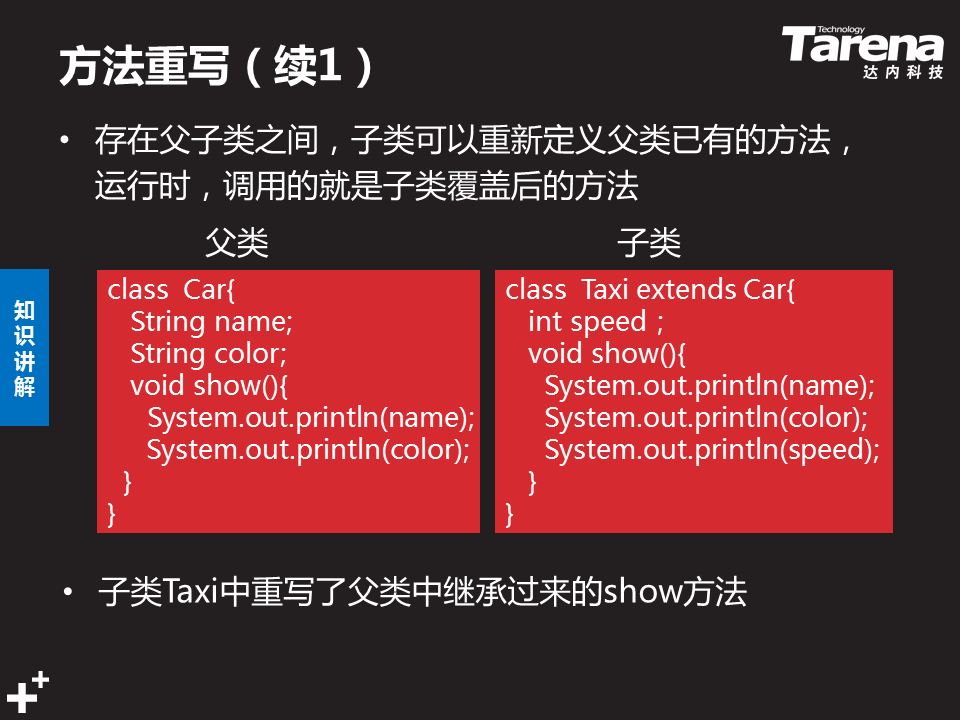 方法重写（续1）
Technology
Tarena
达内科技
• 存在父子类之间，子类可以重新定义父类已有的方法，
运行时，调用的就是子类覆盖后的方法
父类
子类
知
识
讲
解
class  Car{
String name;
String color;
void show(){
System.out.println(name);
System.out.println(color);
}
}
class  Taxi extends Car{
int speed ;
void show(){
System.out.println(name);
System.out.println(color);
System.out.println(speed);
}
}
• 子类Taxi中重写了父类中继承过来的show方法